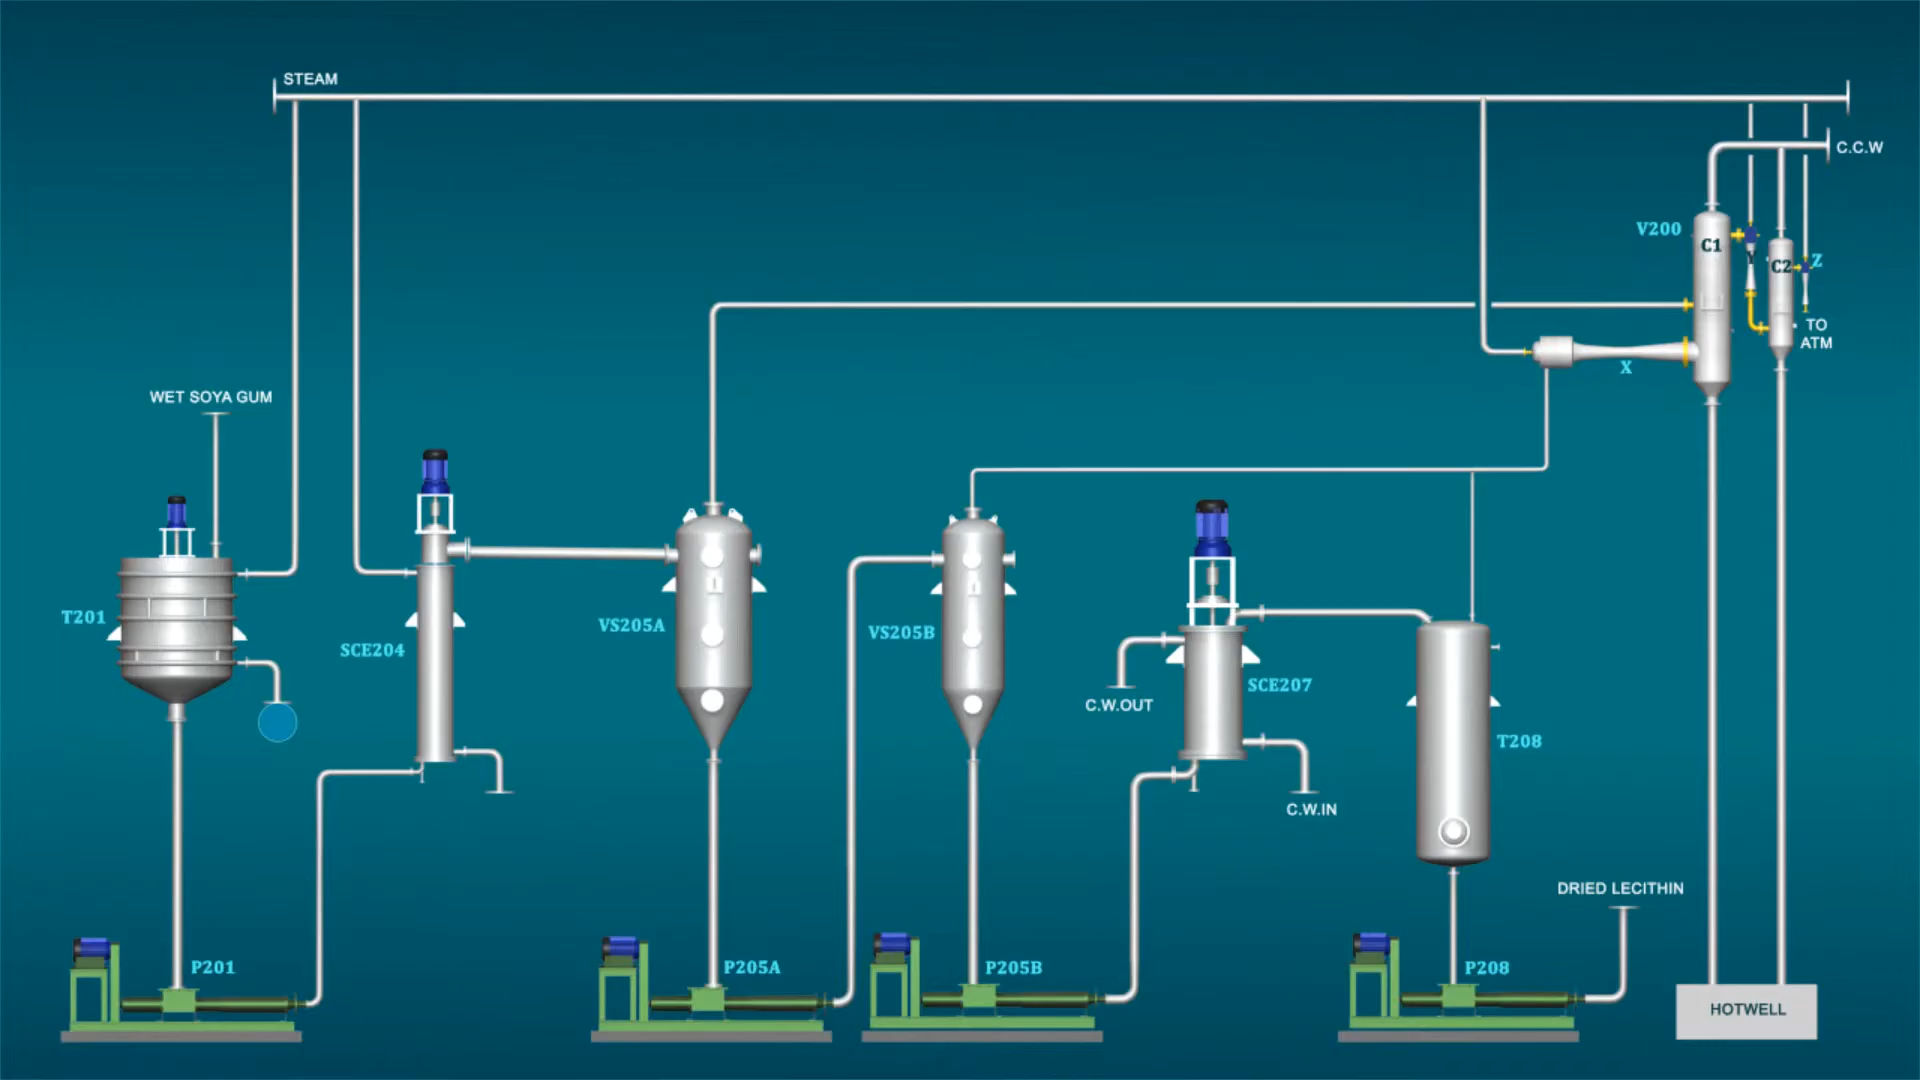 STEAM
C.C.W
V200
C1
Y
C2
Z
TO
ATM
X
WET SOYA GUM
T201
SCE204
VS205A
VS205B
SCE207
C.W.OUT
T208
C.W.IN
DRIED LECITHIN
P201
P205A
P205B
P208
HOTWELL